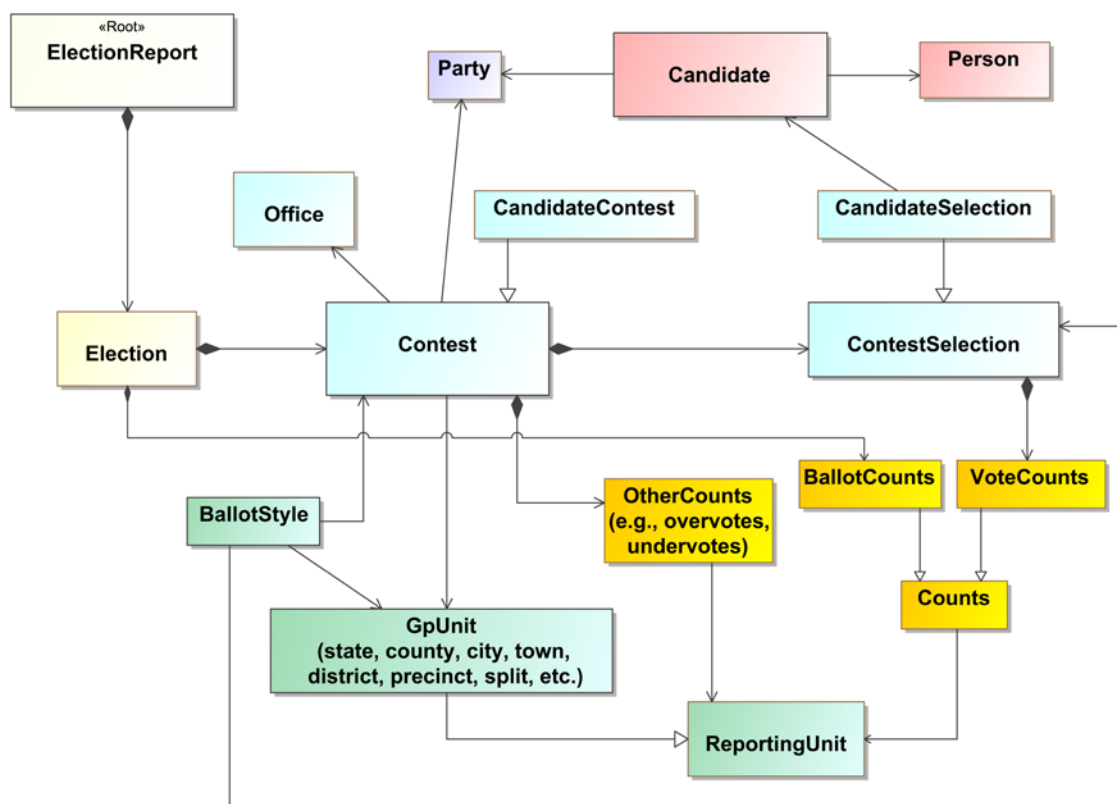 «Root»
ElectionReport
Party
Candidate
Person
Office
CandidateContest
CandidateSelection
Election
Contest
ContestSelection
BallotStyle
OtherCounts
(e.g., overvotes,
undervotes)
BallotCounts
VoteCounts
Counts
GpUnit
(state, county, city, town,
district, precinct, split, etc.)
ReportingUnit